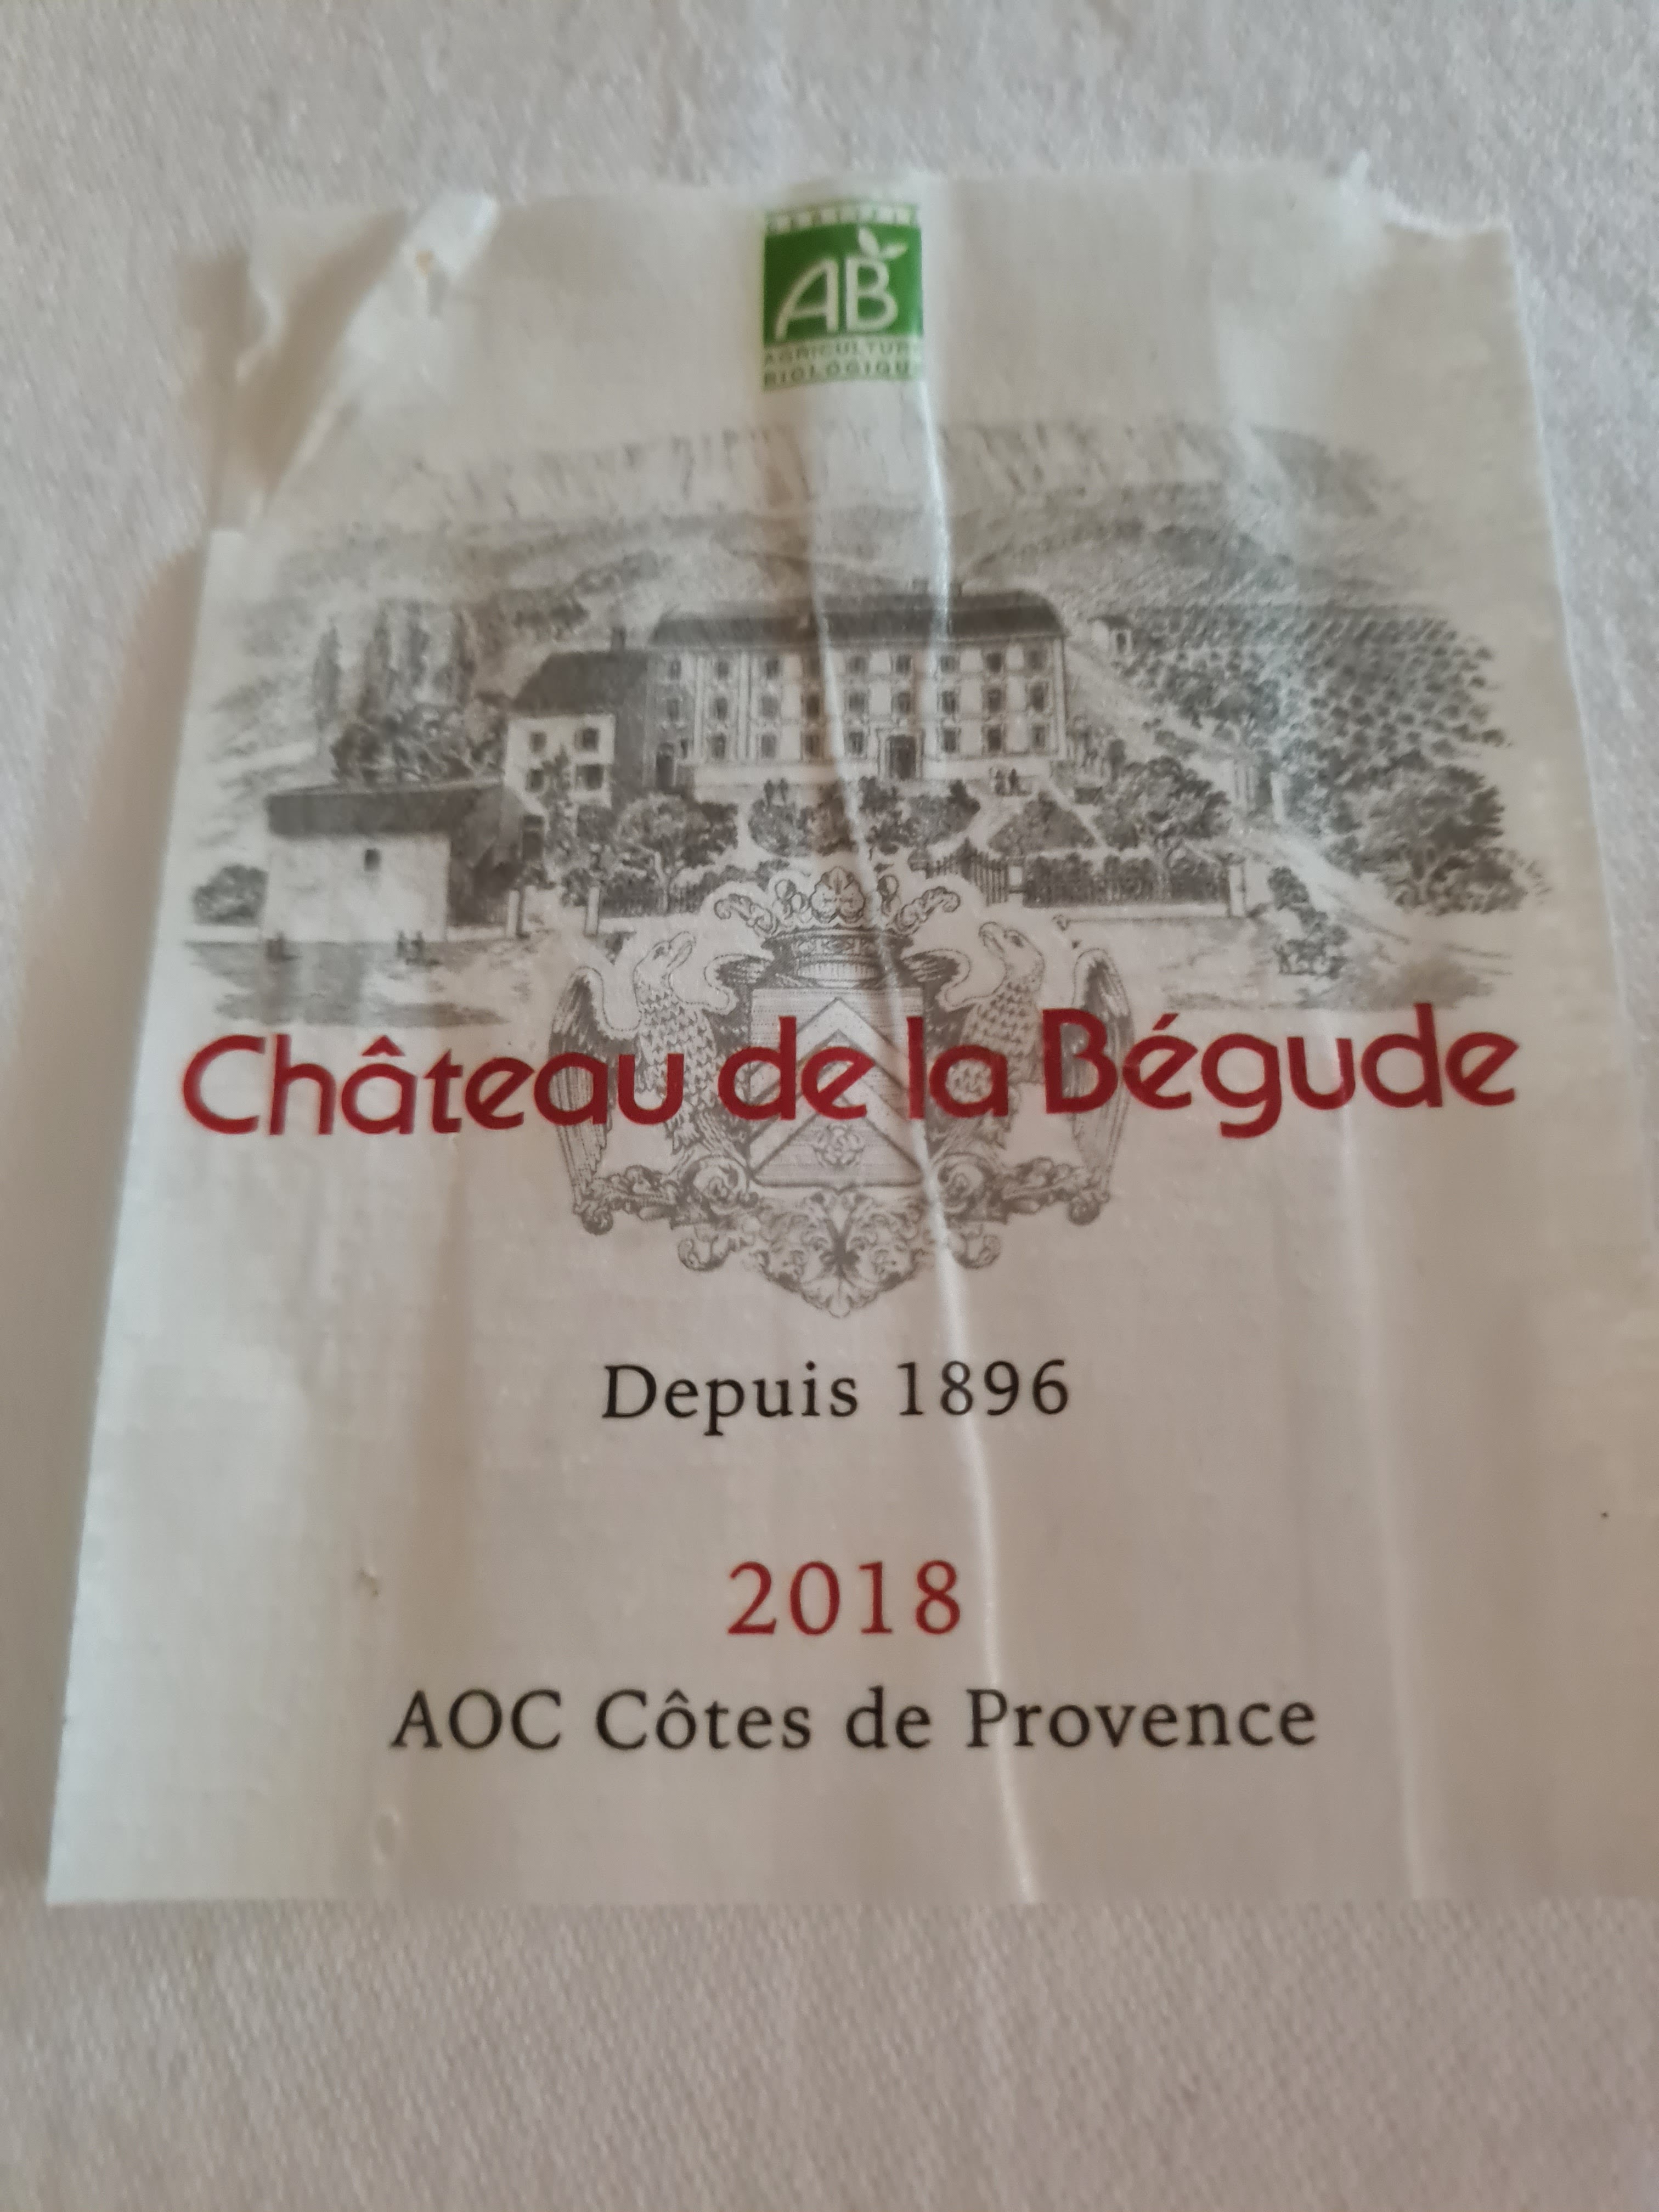 AB
AGRICULTURE
BIOLOGIQUE
Château de la Bégude
Depuis 1896
2018
AOC Côtes de Provence